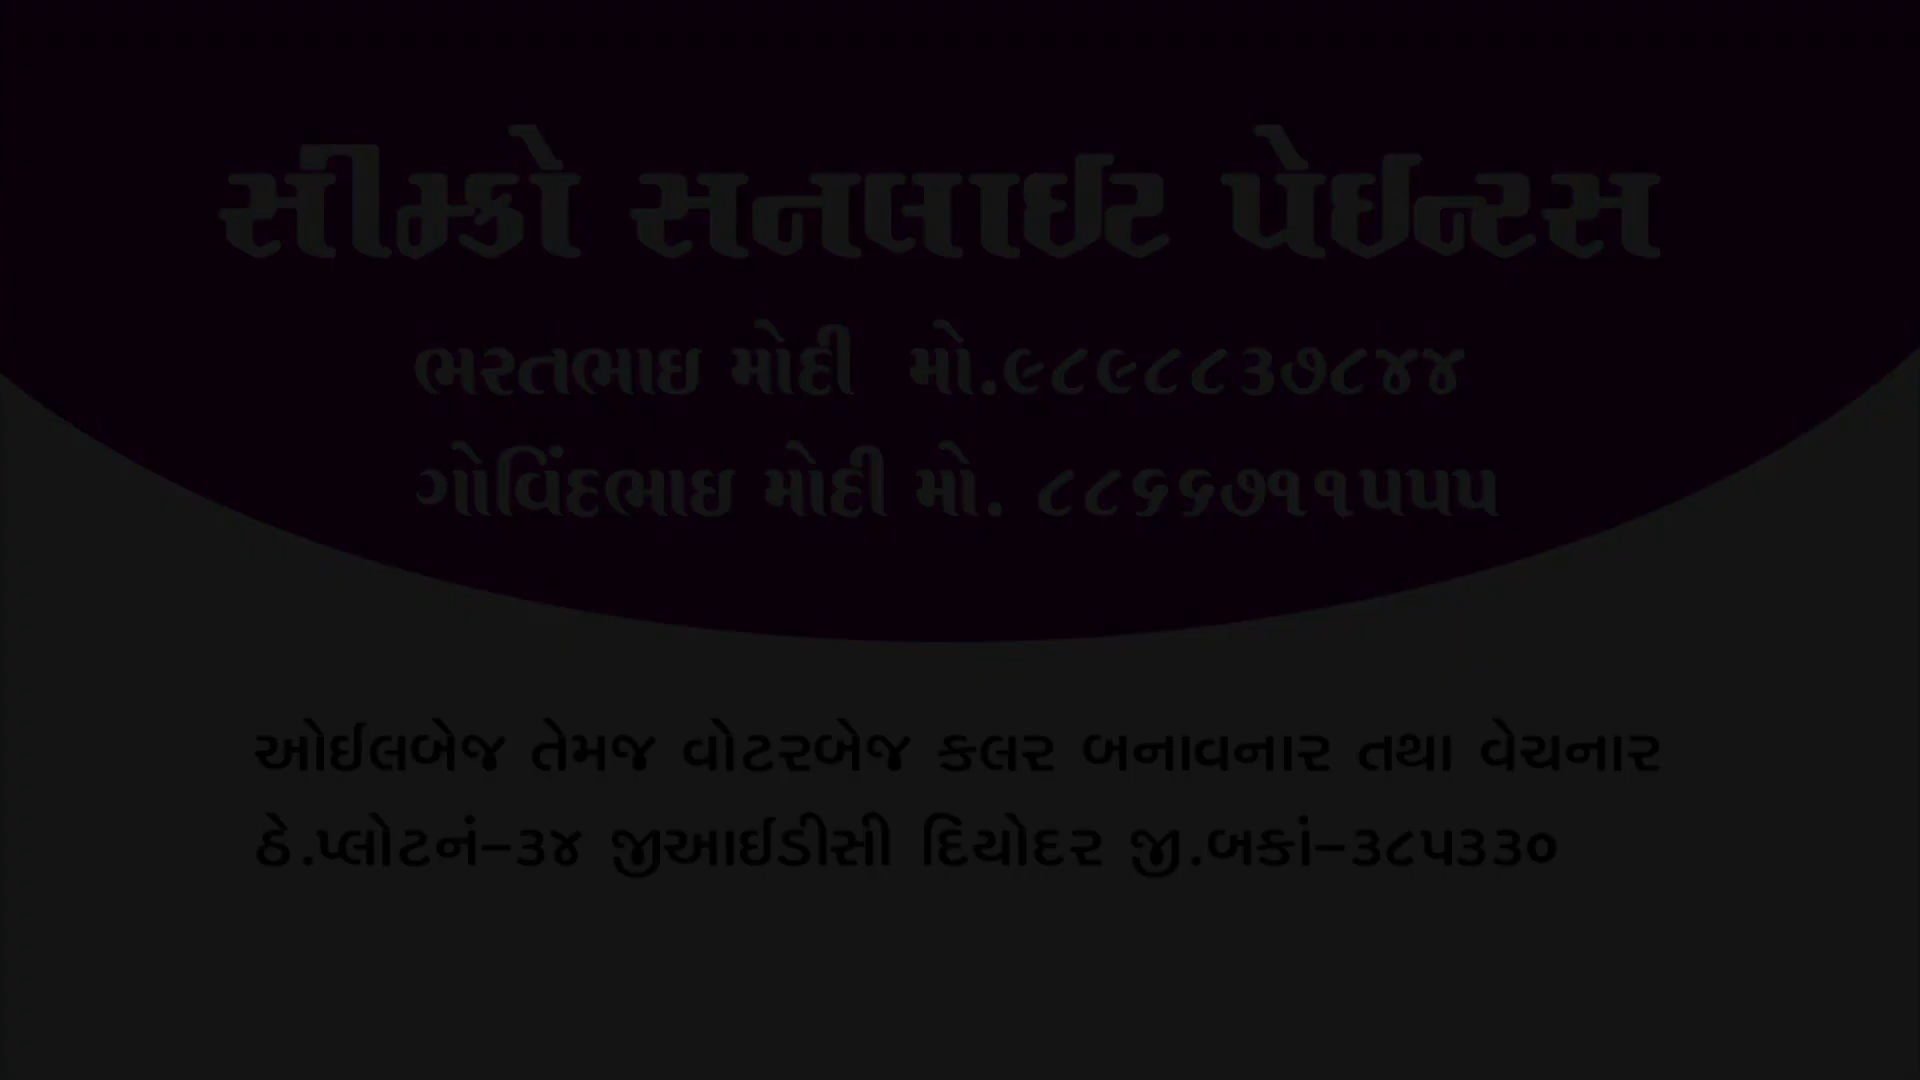 સીમ્કો સનલાઈટ પેઈન્ટસ
ભરતભાઇ મોદી મો.૯૮૯૮૮૩૭૮૪૪
ગોવિંદભાઇ મોદી મો. ૮૮૬૬૭૧૧૫૫૫
ઓઈલબેજ તેમજ વોટરબેજ કલર બનાવનાર તથા વેચનાર
ઠે.પ્લોટનં-૩૪ જીઆઈડીસી દિયોદર જી.બકાં-૩૮૫૩૩૦